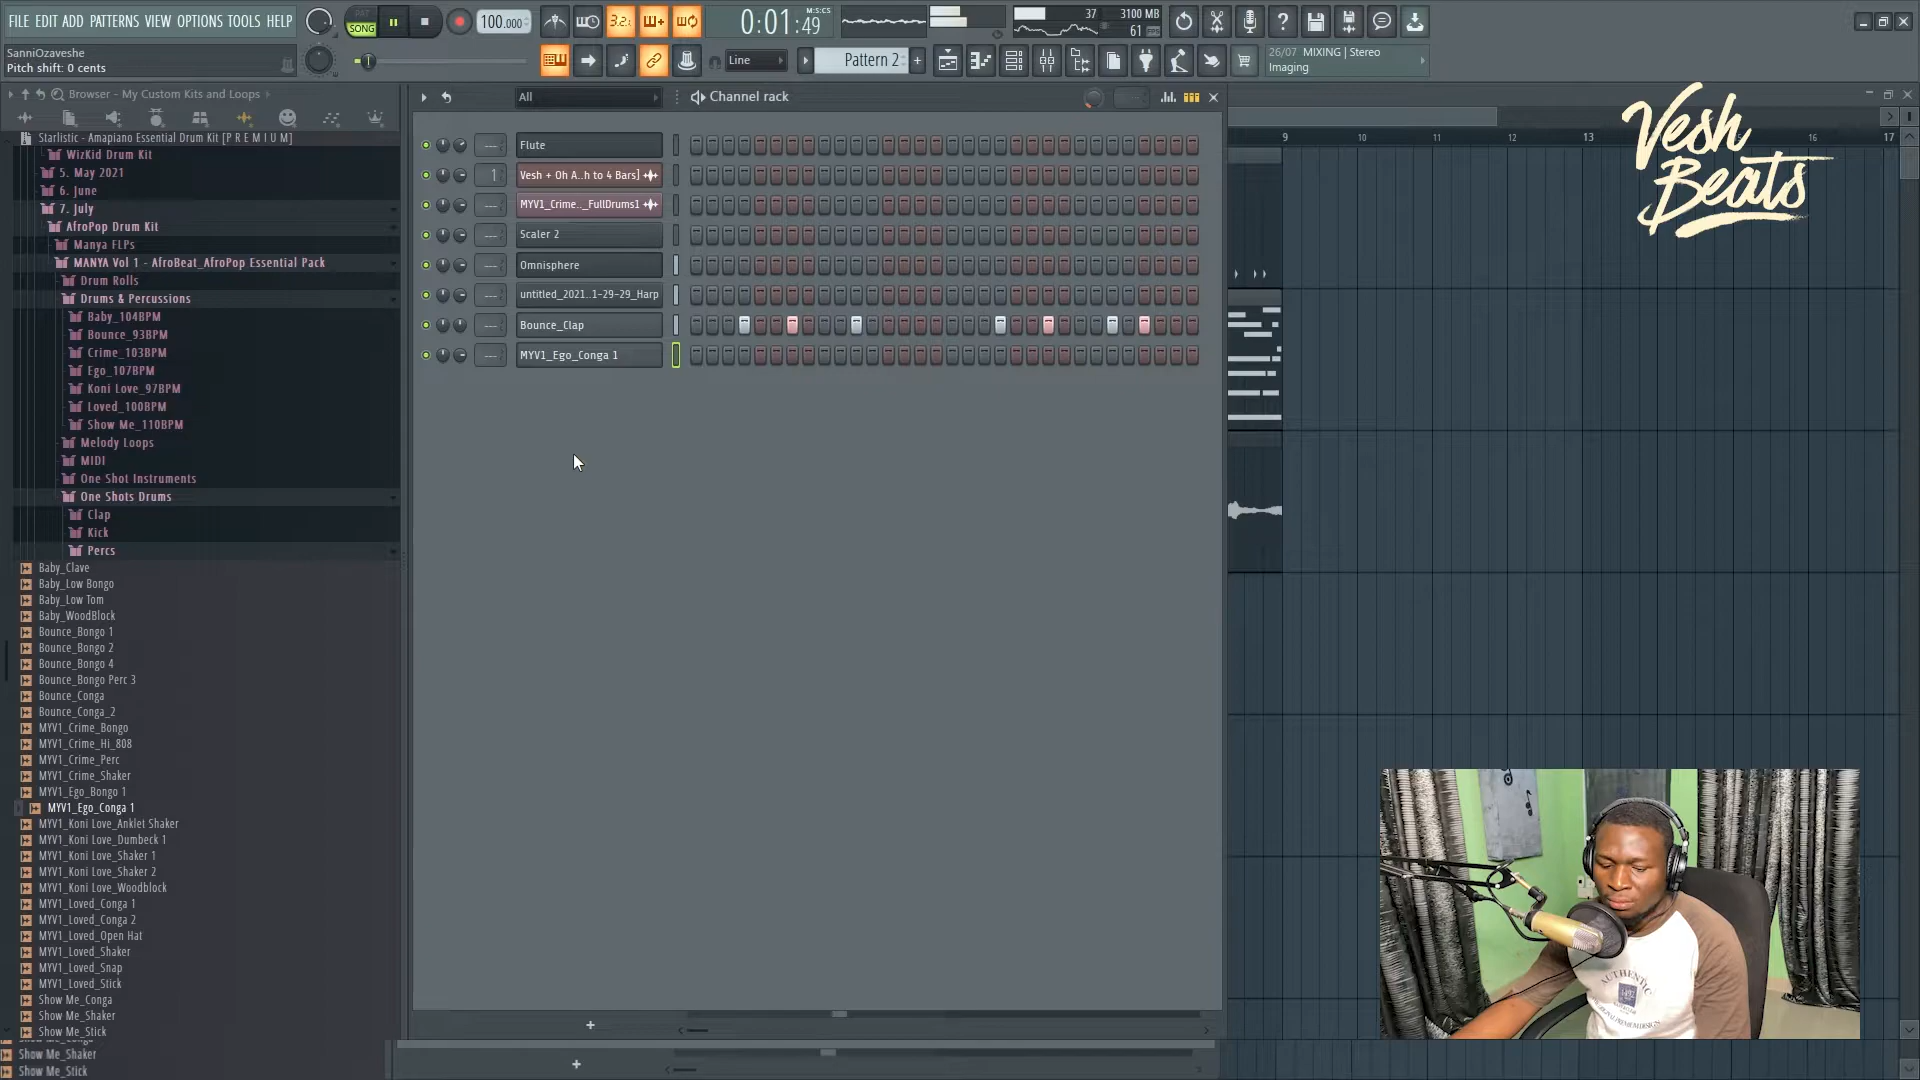 FILE EDIT ADD PATTERNS VIEW OPTIONS TOOLS HELP
PAT
SONG
100.000
3.2.:
0:01:49
M:S:CS
37
3100 MB
61
SanniOzaveshe
Pitch shift: 0 cents
Line
Pattern 2
26/07 MIXING | Stereo
Imaging
Browser - My Custom Kits and Loops
Starlistic - Amapiano Essential Drum Kit [P R E M I U M]
WizKid Drum Kit
5. May 2021
6. June
7. July
AfroPop Drum Kit
Manya FLPs
MANYA Vol 1 - AfroBeat_AfroPop Essential Pack
Drum Rolls
Drums & Percussions
Baby_104BPM
Bounce_93BPM
Crime_103BPM
Ego_107BPM
Koni Love_97BPM
Loved_100BPM
Show Me_110BPM
Melody Loops
MIDI
One Shot Instruments
One Shots Drums
Clap
Kick
Percs
Baby_Clave
Baby_Low Bongo
Baby_Low Tom
Baby_WoodBlock
Bounce_Bongo 1
Bounce_Bongo 2
Bounce_Bongo 4
Bounce_Bongo Perc 3
Bounce_Conga
Bounce_Conga_2
MYV1_Crime_Bongo
MYV1_Crime_Hi_808
MYV1_Crime_Perc
MYV1_Crime_Shaker
MYV1_Ego_Bongo 1
MYV1_Ego_Conga 1
MYV1_Koni Love_Anklet Shaker
MYV1_Koni Love_Dumbeck 1
MYV1_Koni Love_Shaker 1
MYV1_Koni Love_Shaker 2
MYV1_Koni Love_Woodblock
MYV1_Loved_Conga 1
MYV1_Loved_Conga 2
MYV1_Loved_Open Hat
MYV1_Loved_Shaker
MYV1_Loved_Snap
MYV1_Loved_Stick
Show Me_Conga
Show Me_Shaker
Show Me_Stick
Show Me_Shaker
Show Me_Stick
All
Channel rack
Flute
1
Vesh + Oh A..h to 4 Bars]
MYV1_Crime.._FullDrums1
Scaler 2
Omnisphere
untitled_2021..1-29-29_Harp
Bounce_Clap
MYV1_Ego_Conga 1
9
10
11
12
13
16
17
Vesh
Beats
AUTHENTIC